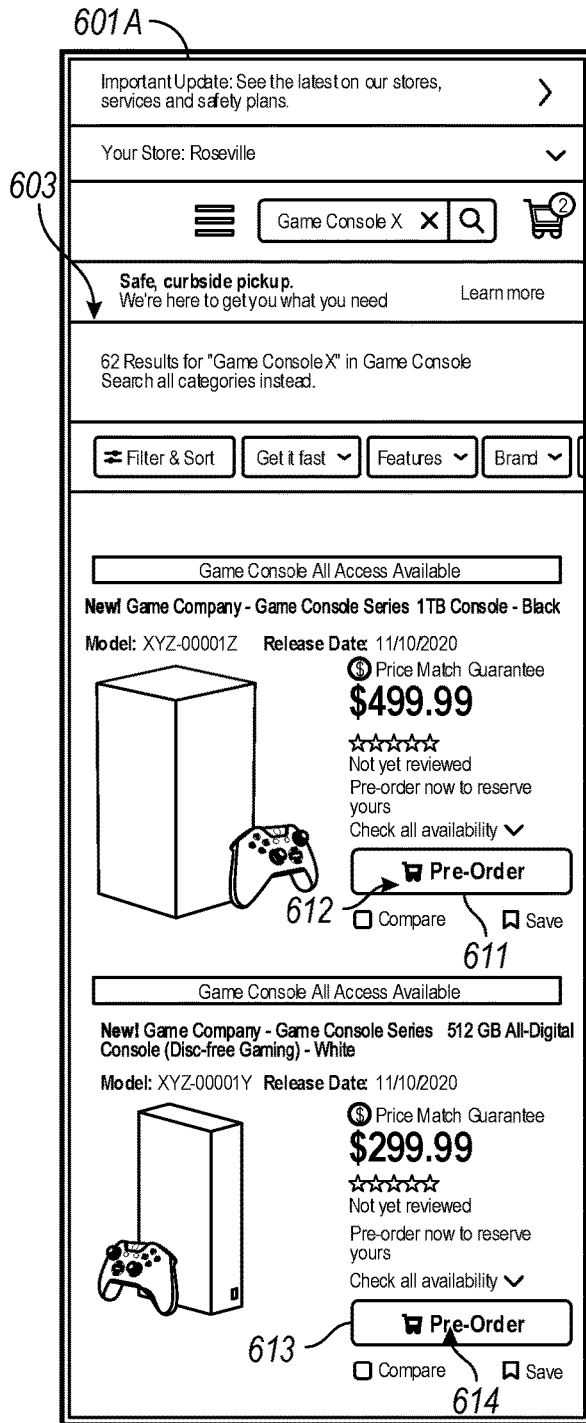 601A
Important Update: See the latest on our stores,
services and safety plans.
Your Store: Roseville
603
Game Console X
2
Safe, curbside pickup.
We're here to get you what you need
Learn more
62 Results for "Game Console X" in Game Console
Search all categories instead.
Filter & Sort
Get it fast
Features
Brand
Game Console All Access Available
New! Game Company - Game Console Series 1TB Console - Black
Model: XYZ-00001Z Release Date: 11/10/2020
$ Price Match Guarantee
$499.99
Not yet reviewed
Pre-order now to reserve
yours
Check all availability
Pre-Order
612
Compare
Save
611
Game Console All Access Available
New! Game Company - Game Console Series 512 GB All-Digital
Console (Disc-free Gaming) - White
Model: XYZ-00001Y Release Date: 11/10/2020
$ Price Match Guarantee
$299.99
Not yet reviewed
Pre-order now to reserve
yours
Check all availability
Pre-Order
613
Compare
Save
614